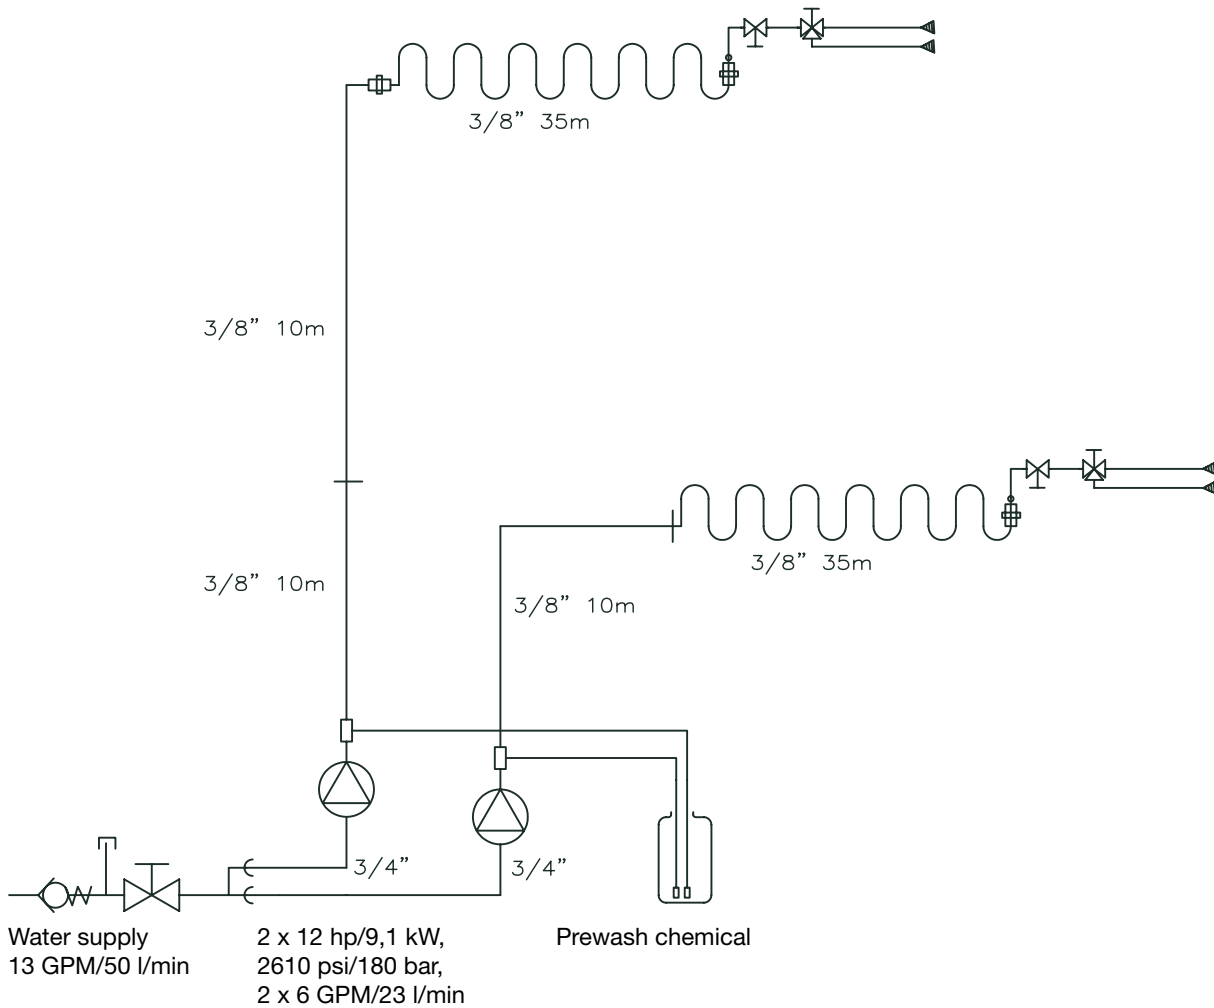 3/8” 35m
3/8” 10m
3/8” 35m
3/8” 10m
3/8” 10m
3/4”
3/4”
Water supply
13 GPM/50 l/min
2 x 12 hp/9,1 kW,
2610 psi/180 bar,
2 x 6 GPM/23 l/min
Prewash chemical